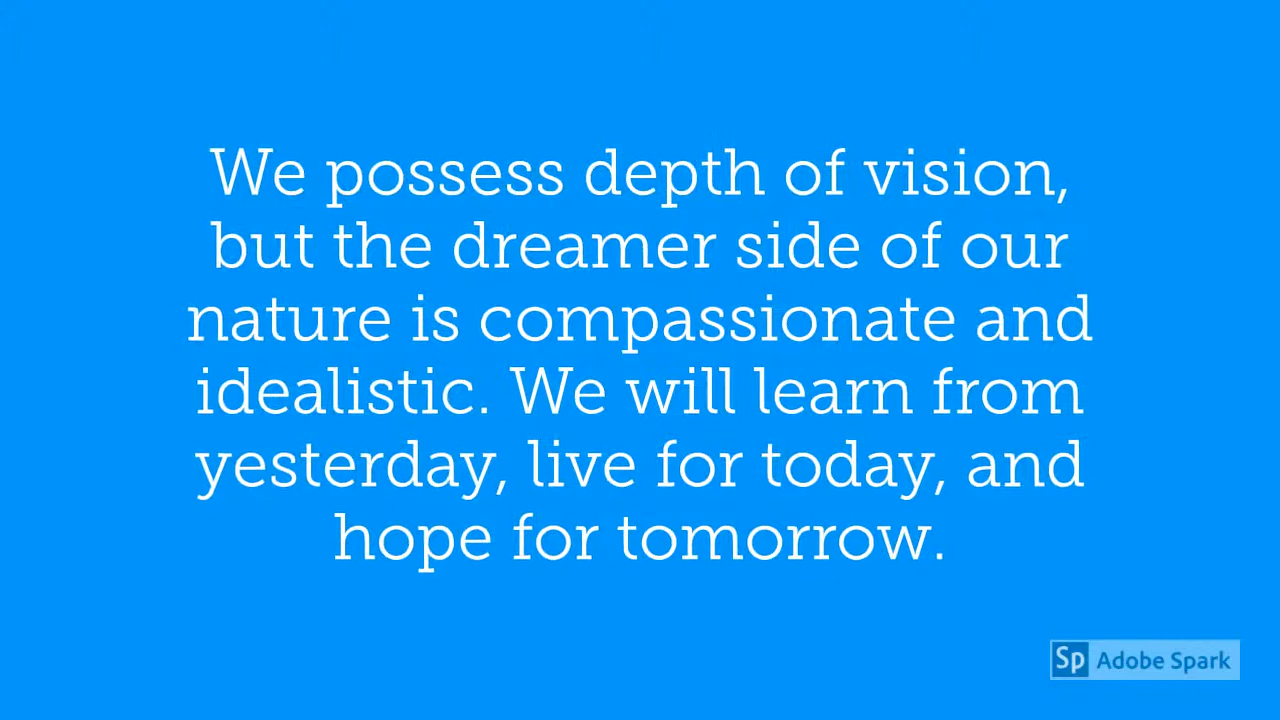 We possess depth of vision,
but the dreamer side of our
nature is compassionate and
idealistic. We will learn from
yesterday, live for today, and
hope for tomorrow.
Sp Adobe Spark